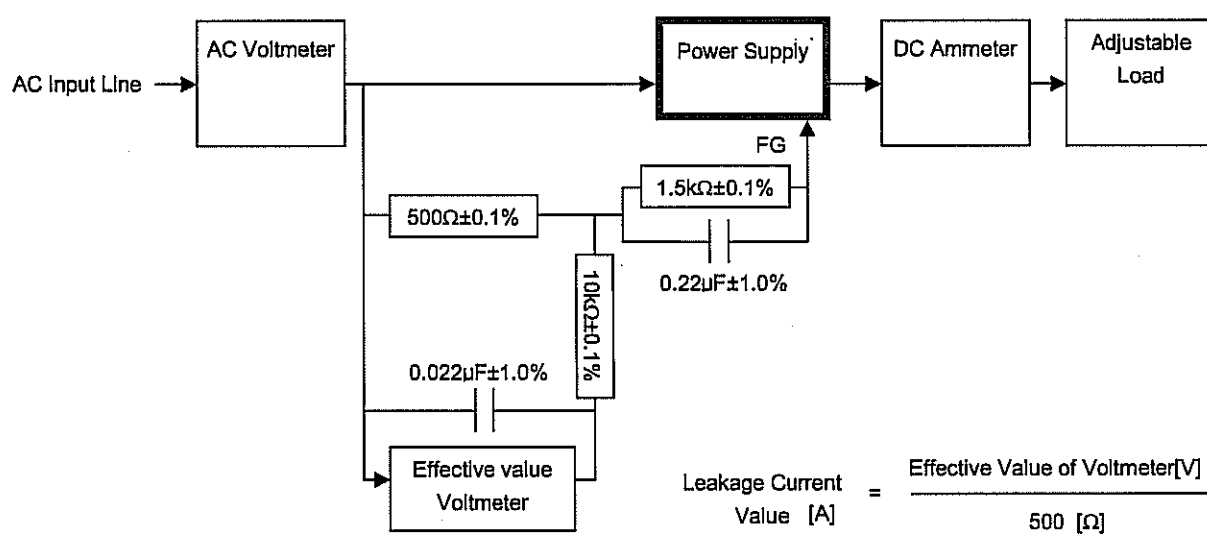 AC Voltmeter
Power Supply
DC Ammeter
Adjustable
Load
AC Input Line
FG
1.5kΩ±0.1%
500Ω±0.1%
0.22μF±1.0%
10kΩ±0.1%
0.022μF±1.0%
Effective value
Voltmeter
Leakage Current
Value [A]
=
Effective Value of Voltmeter[V]
500 [Ω]